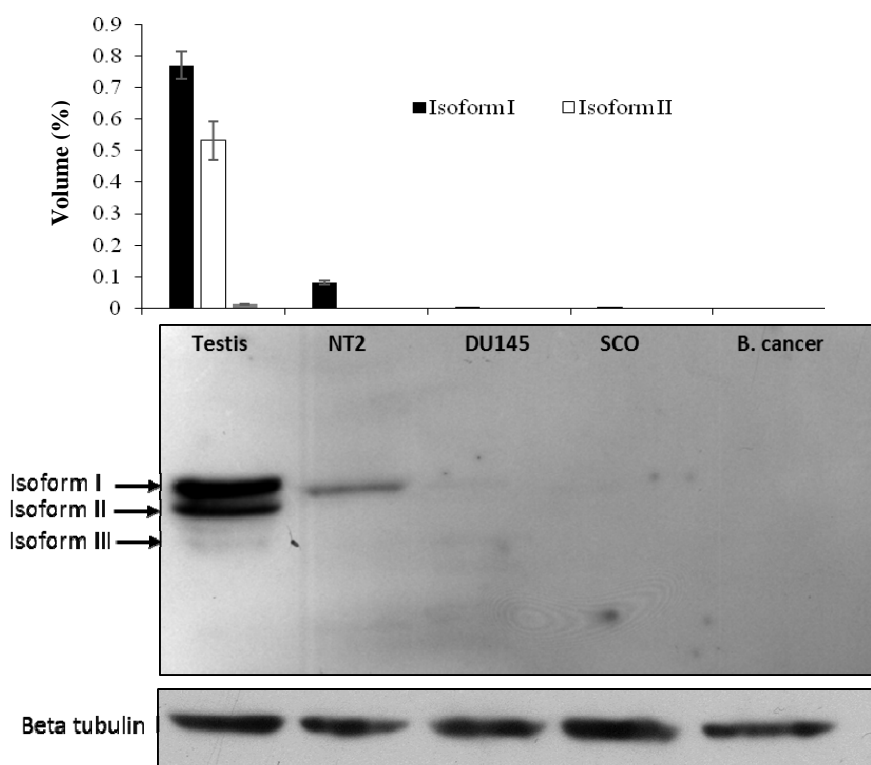 0.9
0.8
0.7
0.6
0.5
0.4
0.3
0.2
0.1
0
Volume (%)
Isoform I
Isoform II
Testis NT2 DU145 SCO B. cancer
Isoform I
Isoform II
Isoform III
Beta tubulin